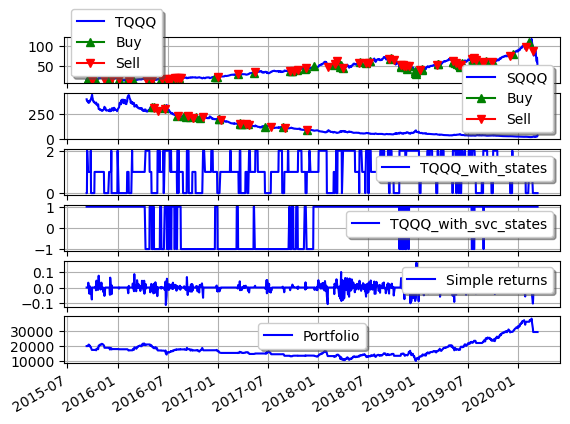 TQQQ
Buy
Sell
100
50
SQQQ
Buy
Sell
250
0
2
0
TQQQ_with_states
1
0
−1
TQQQ_with_svc_states
0.1
0.0
−0.1
Simple returns
30000
20000
10000
Portfolio
2015-07
2016-01
2016-07
2017-01
2017-07
2018-01
2018-07
2019-01
2019-07
2020-01